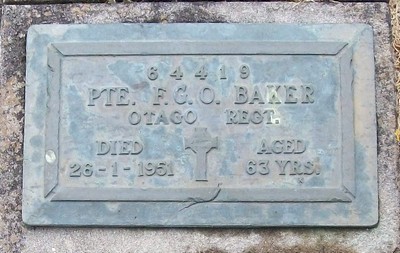 64419
PTE. F.C.O. BAKER
OTAGO REGT.
DIED AGED
26-1-1951 63 YRS.